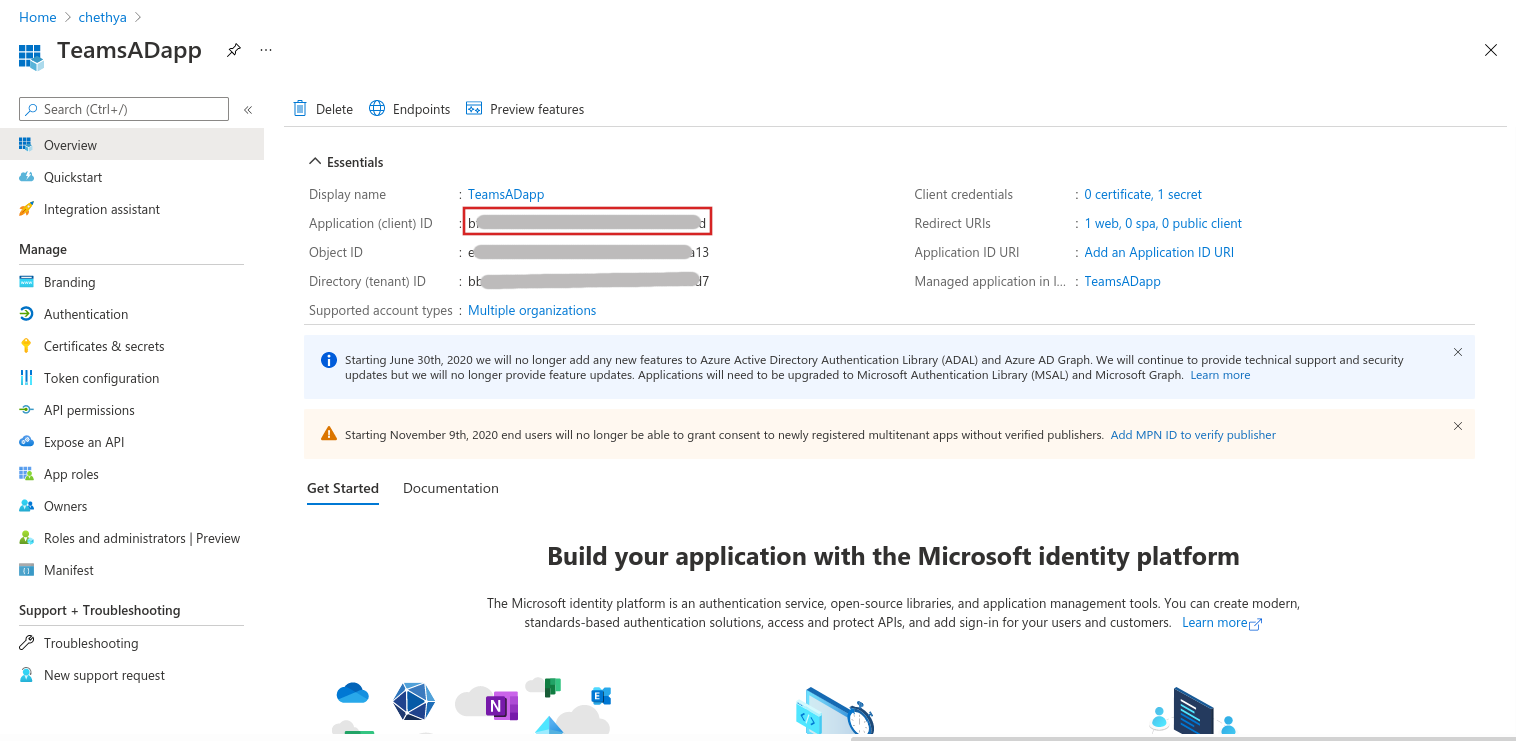 Home > chethya >
TeamsADapp
Search (Ctrl+/)
«
Overview
Quickstart
Integration assistant
Manage
Branding
Authentication
Certificates & secrets
Token configuration
API permissions
Expose an API
App roles
Owners
Roles and administrators | Preview
Manifest
Support + Troubleshooting
Troubleshooting
New support request
Delete Endpoints Preview features
Essentials
Display name : TeamsADapp
Application (client) ID : b d
Object ID : e a13
Directory (tenant) ID : bb d7
Supported account types : Multiple organizations
Client credentials : 0 certificate, 1 secret
Redirect URIs : 1 web, 0 spa, 0 public client
Application ID URI : Add an Application ID URI
Managed application in l... : TeamsADapp
Starting June 30th, 2020 we will no longer add any new features to Azure Active Directory Authentication Library (ADAL) and Azure AD Graph. We will continue to provide technical support and security
updates but we will no longer provide feature updates. Applications will need to be upgraded to Microsoft Authentication Library (MSAL) and Microsoft Graph. Learn more
Starting November 9th, 2020 end users will no longer be able to grant consent to newly registered multitenant apps without verified publishers. Add MPN ID to verify publisher
Get Started Documentation
Build your application with the Microsoft identity platform
The Microsoft identity platform is an authentication service, open-source libraries, and application management tools. You can create modern,
standards-based authentication solutions, access and protect APIs, and add sign-in for your users and customers. Learn more
N
E